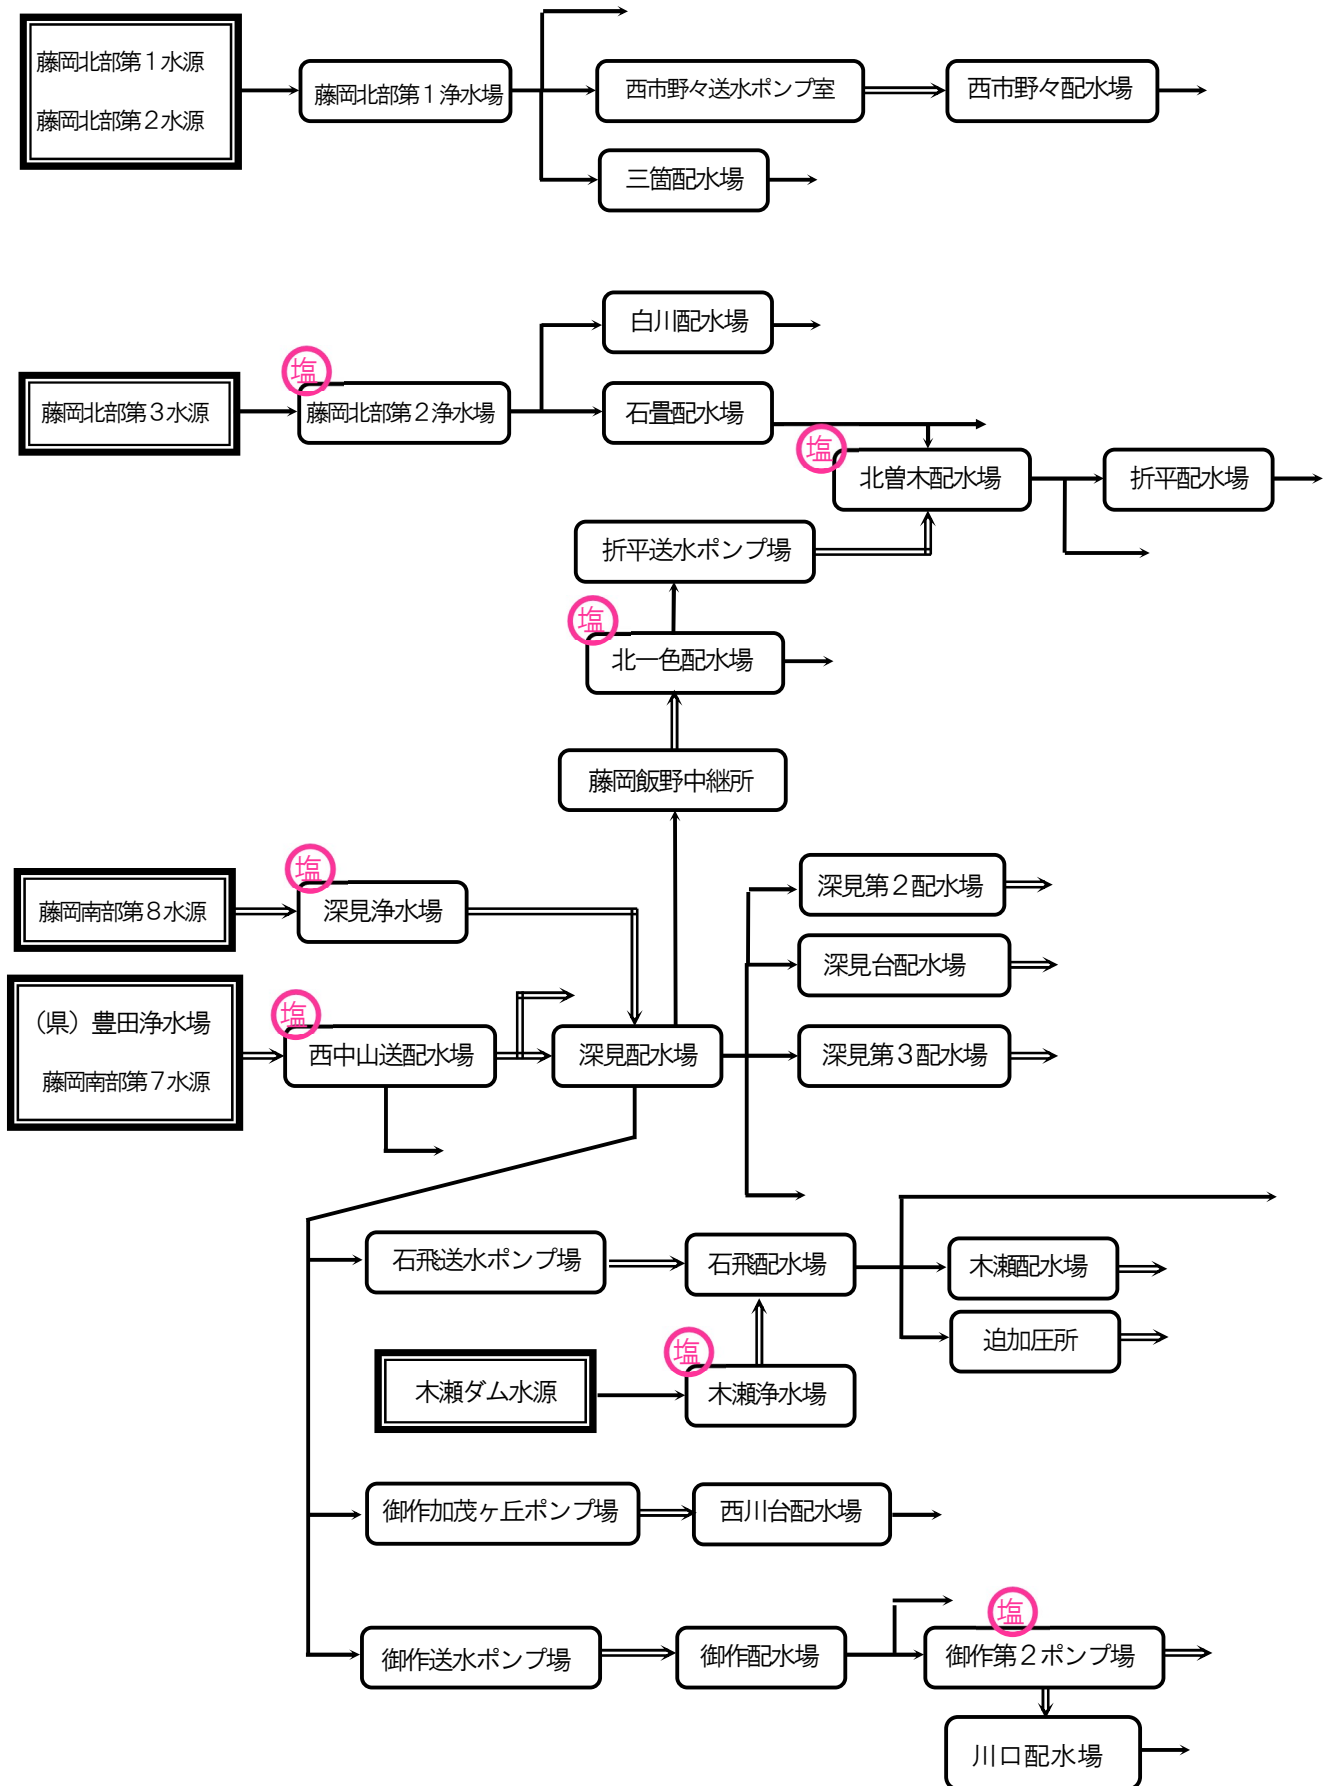 藤岡北部第１水源
藤岡北部第２水源
藤岡北部第１浄水場
西市野々送水ポンプ室
西市野々配水場
三箇配水場
白川配水場
塩
藤岡北部第３水源
藤岡北部第２浄水場
石畳配水場
塩
北曽木配水場
折平配水場
折平送水ポンプ場
塩
北一色配水場
藤岡飯野中継所
塩
藤岡南部第８水源
深見浄水場
深見第２配水場
深見台配水場
（県）豊田浄水場
藤岡南部第７水源
塩
西中山送配水場
深見配水場
深見第３配水場
石飛送水ポンプ場
石飛配水場
木瀬配水場
迫加圧所
塩
木瀬ダム水源
木瀬浄水場
御作加茂ヶ丘ポンプ場
西川台配水場
塩
御作送水ポンプ場
御作配水場
御作第２ポンプ場
川口配水場